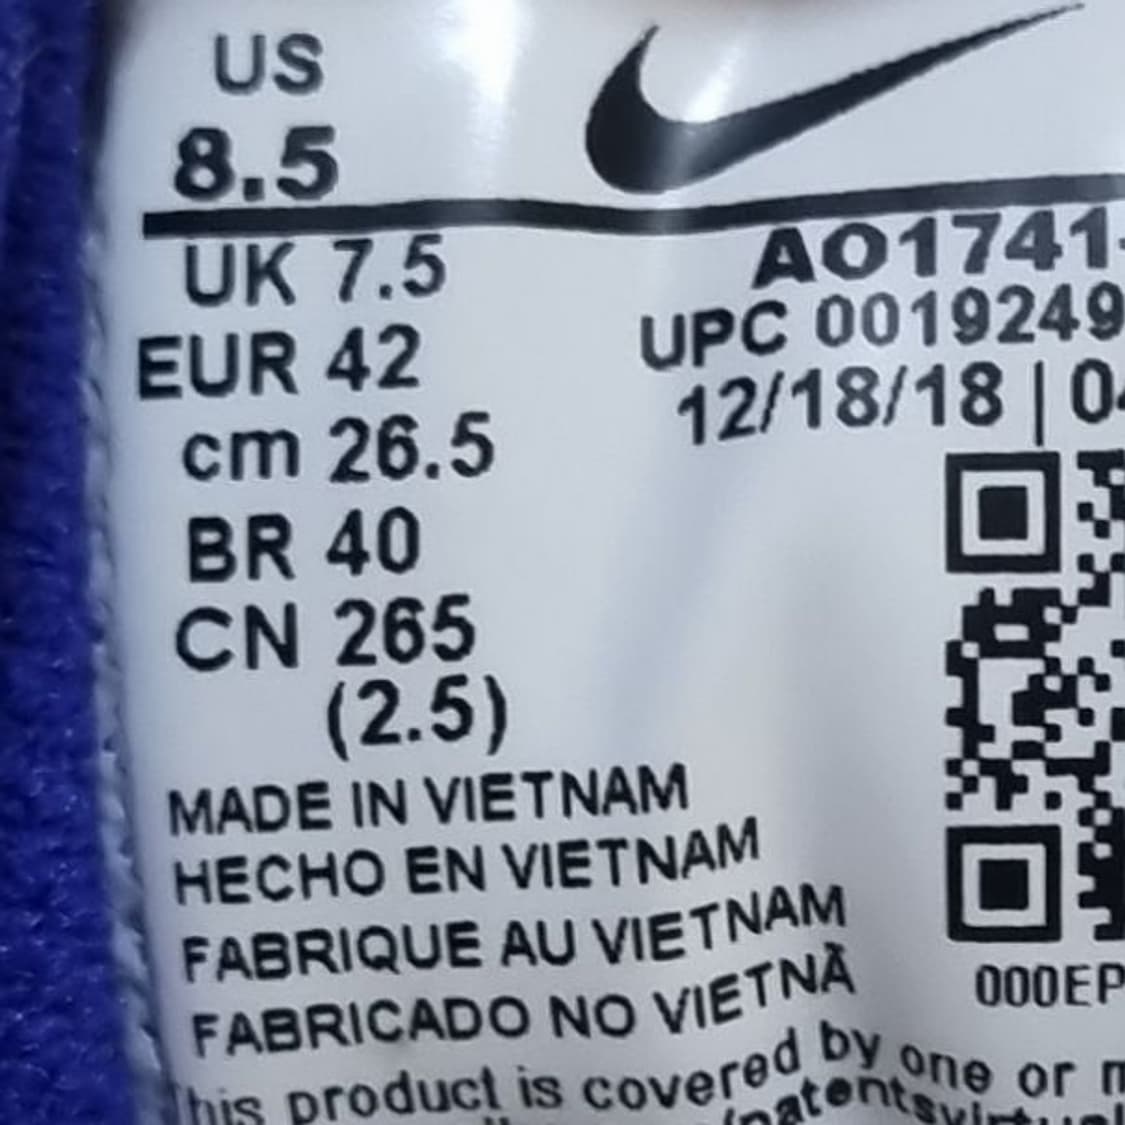 US
8.5
UK 7.5
EUR 42
cm 26.5
BR 40
CN 265
(2.5)
AO1741-
UPC 0019249
12/18/18 | 04
000EP
MADE IN VIETNAM
HECHO EN VIETNAM
FABRIQUE AU VIETNAM
FABRICADO NO VIETNÃ
his product is covered by one or m